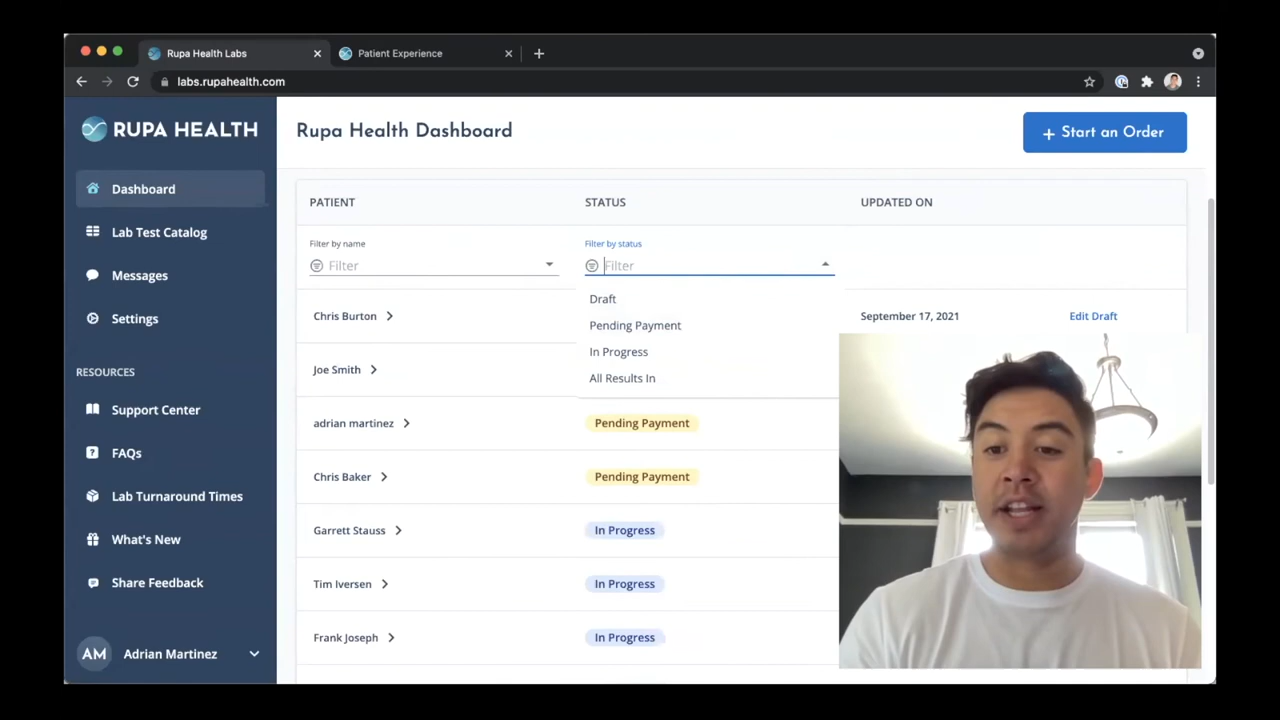 Rupa Health Labs
Patient Experience
labs.rupahealth.com
RUPA HEALTH
Rupa Health Dashboard
+ Start an Order
Dashboard
Lab Test Catalog
Messages
Settings
RESOURCES
Support Center
FAQs
Lab Turnaround Times
What's New
Share Feedback
AM Adrian Martinez
PATIENT STATUS UPDATED ON
Filter by name Filter by status
Filter Filter
Draft
Pending Payment
In Progress
All Results In
Chris Burton September 17, 2021 Edit Draft
Joe Smith
adrian martinez Pending Payment
Chris Baker Pending Payment
Garrett Stauss In Progress
Tim Iversen In Progress
Frank Joseph In Progress